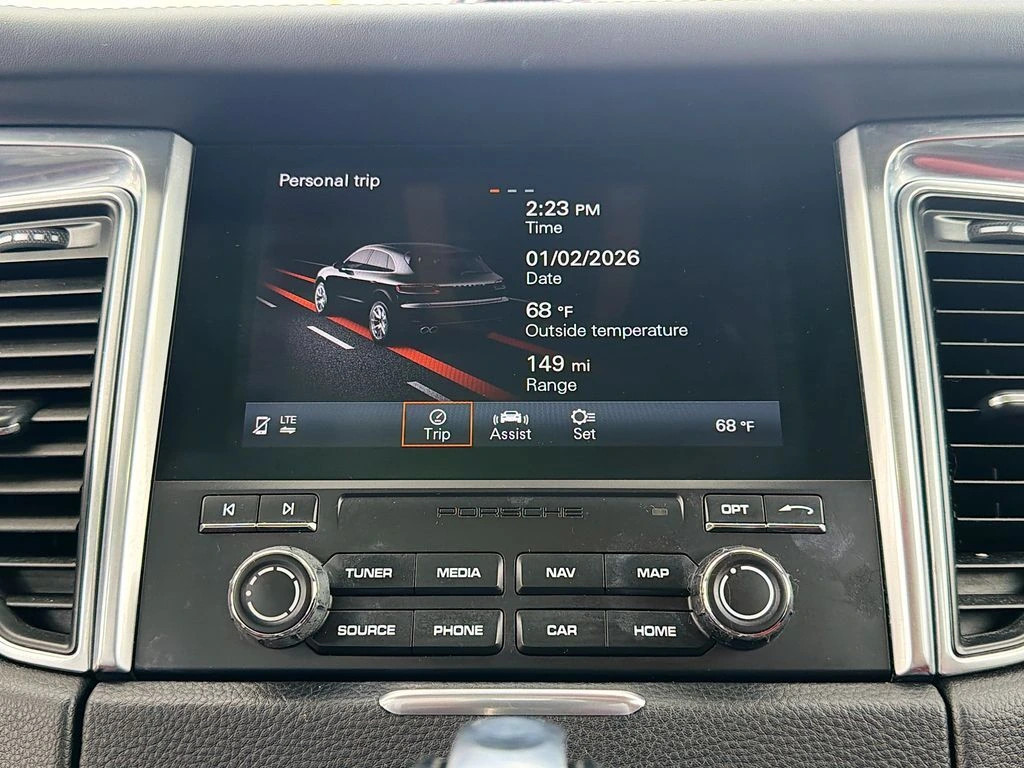 Personal trip
2:23 PM
Time
01/02/2026
Date
68 °F
Outside temperature
149 mi
Range
LTE
Trip
Assist
Set
68 °F
PORSCHE
OPT
TUNER
MEDIA
NAV
MAP
SOURCE
PHONE
CAR
HOME